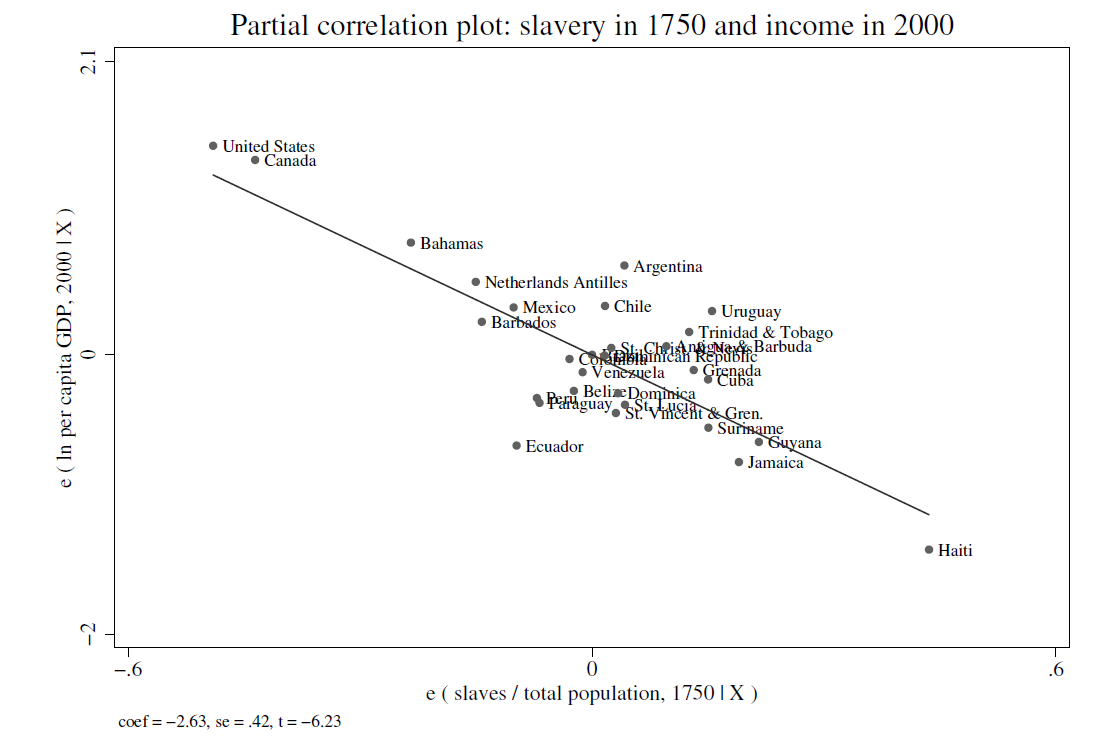 Partial correlation plot: slavery in 1750 and income in 2000
2.1
United States
Canada
Bahamas
Argentina
Netherlands Antilles
Mexico
Chile
Uruguay
Barbados
Trinidad & Tobago
St. Christ. & Nevis
Antigua & Barbuda
0
Dominican Republic
Colombia
Venezuela
Grenada
Cuba
Belize
Dominica
Peru
Paraguay
St. Lucia
St. Vincent & Gren.
Suriname
Guyana
Ecuador
Jamaica
Haiti
−2
e ( ln per capita GDP, 2000 | X )
−.6
0
.6
e ( slaves / total population, 1750 | X )
coef = −2.63, se = .42, t = −6.23